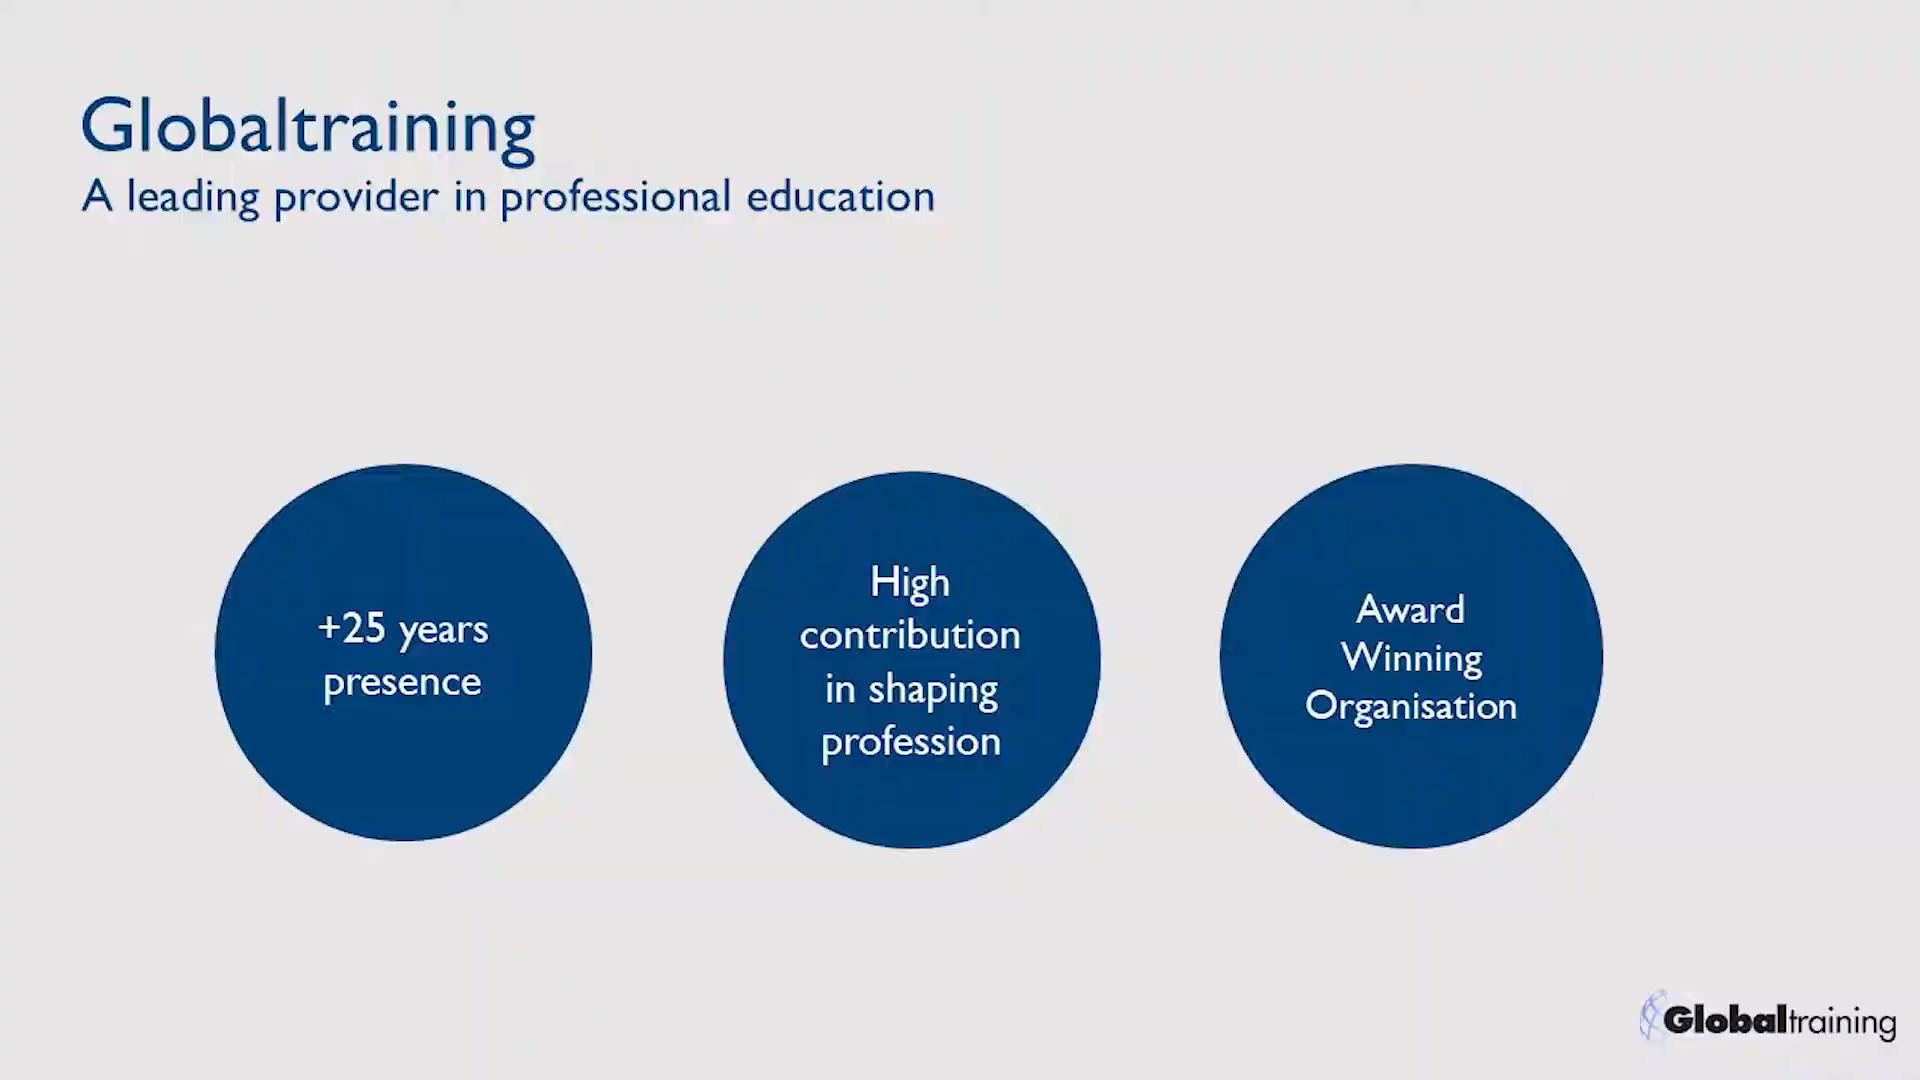 Globaltraining
A leading provider in professional education
+25 years
presence
High
contribution
in shaping
profession
Award
Winning
Organisation
Globaltraining